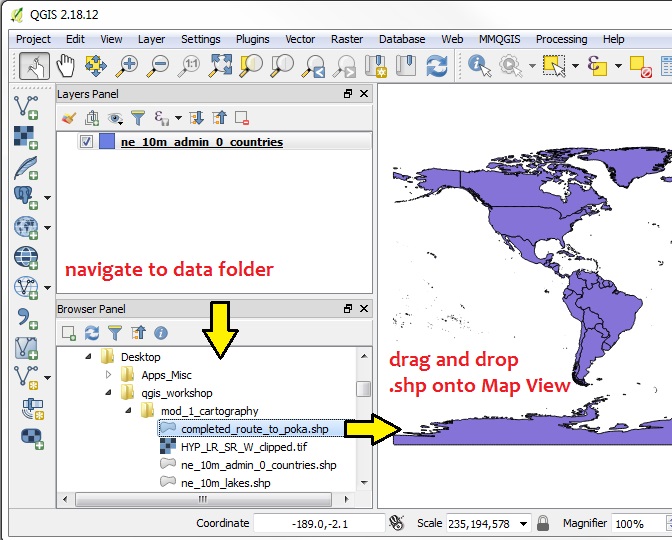 QGIS 2.18.12
Project Edit View Layer Settings Plugins Vector Raster Database Web MMQGIS Processing Help
1:1
Layers Panel
ne_10m_admin_0_countries
navigate to data folder
Browser Panel
Desktop
Apps_Misc
qgis_workshop
mod_1_cartography
completed_route_to_poka.shp
HYP_LR_SR_W_clipped.tif
ne_10m_admin_0_countries.shp
ne_10m_lakes.shp
drag and drop
.shp onto Map View
Coordinate -189.0,-2.1 Scale 235,194,578 Magnifier 100%